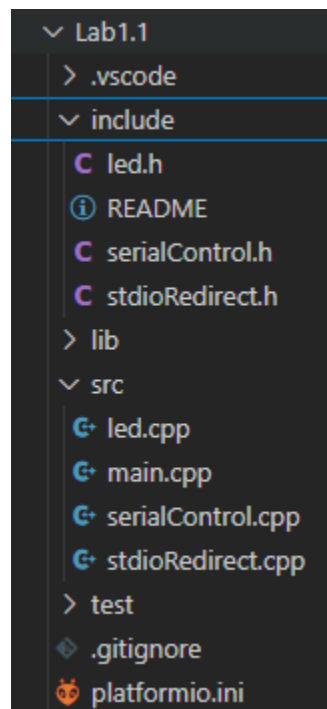 Lab1.1
.vscode
include
C led.h
README
C serialControl.h
C stdioRedirect.h
lib
src
C+ led.cpp
C+ main.cpp
C+ serialControl.cpp
C+ stdioRedirect.cpp
test
.gitignore
platformio.ini